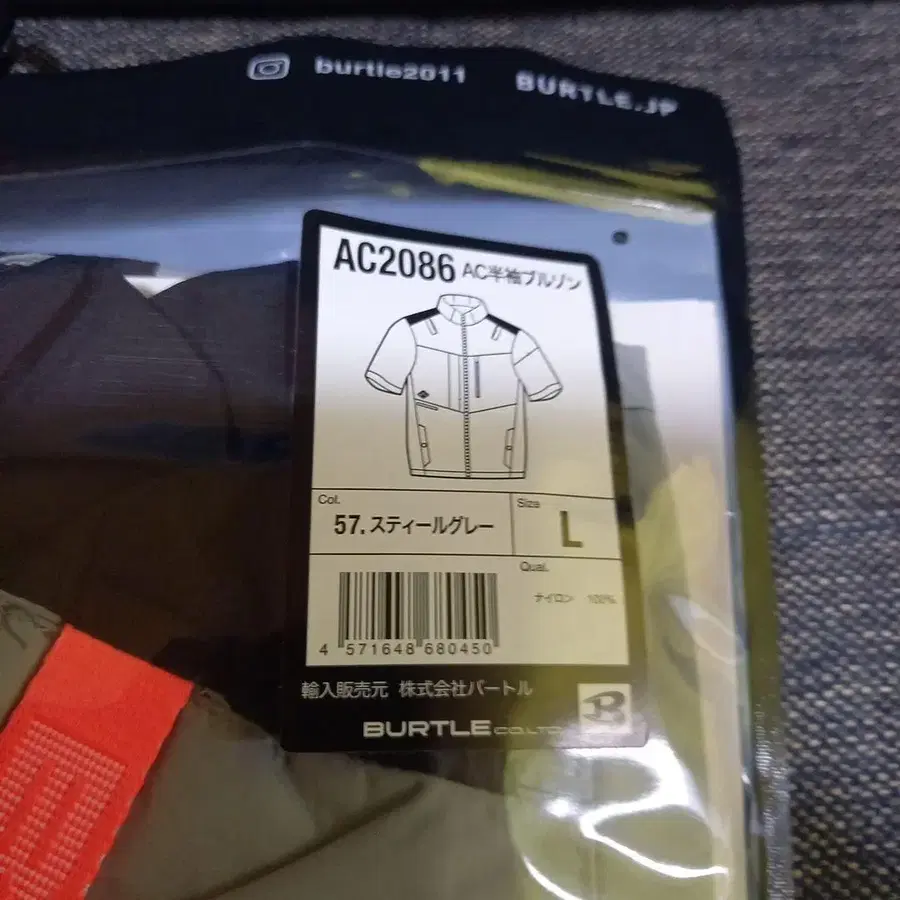 burtle2011 BURTLE.JP
AC2086 AC半袖ブルゾン
Col.
57.スティールグレー
Size
L
Qual.
ナイロン 100%
4 571648 680450
輸入販売元 株式会社バートル
BURTLE CO.LTD